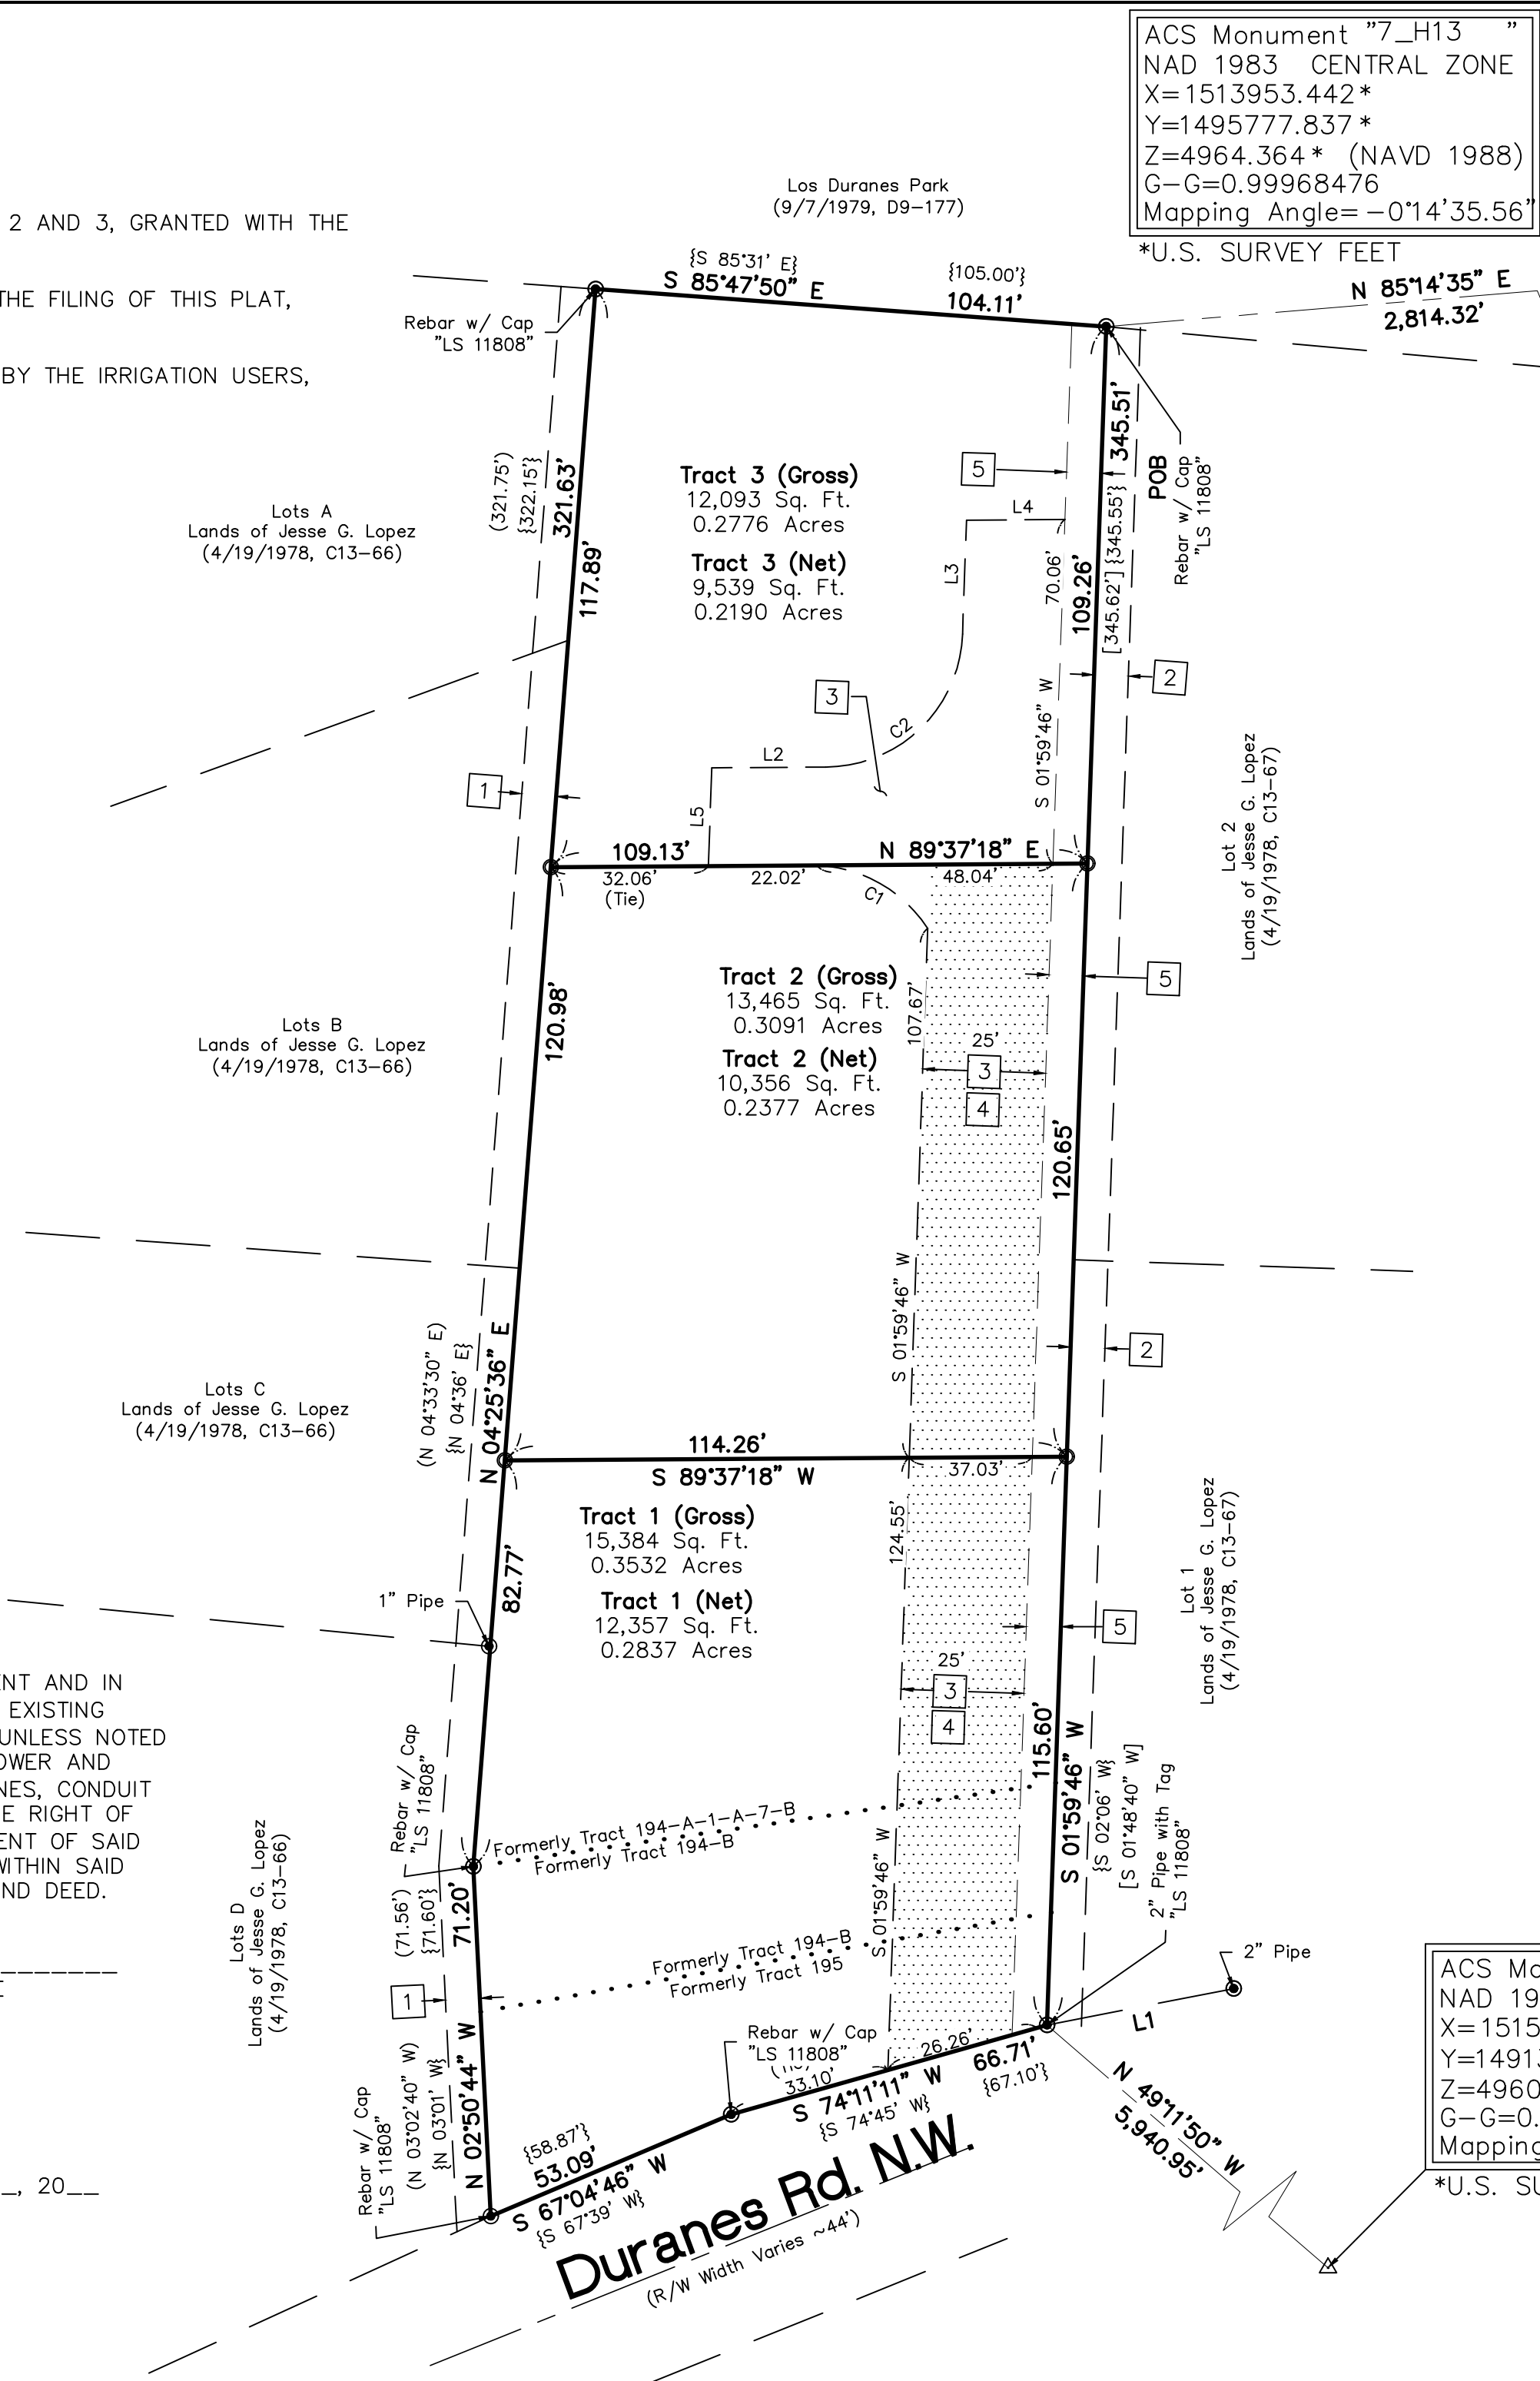 ACS Monument "7_H13 "
NAD 1983 CENTRAL ZONE
X=1513953.442*
Y=1495777.837*
Z=4964.364* (NAVD 1988)
G-G=0.99968476
Mapping Angle= -0°14'35.56"
*U.S. SURVEY FEET
Los Duranes Park
(9/7/1979, D9-177)
2 AND 3, GRANTED WITH THE
THE FILING OF THIS PLAT,
BY THE IRRIGATION USERS,
{S 85°31' E}
S 85°47'50" E
{105.00'}
104.11'
N 85°14'35" E
2,814.32'
Rebar w/ Cap
"LS 11808"
345.51'
[345.62'] {345.55'}
POB
Rebar w/ Cap
"LS 11808"
(321.75')
{322.15'}
321.63'
117.89'
Lots A
Lands of Jesse G. Lopez
(4/19/1978, C13-66)
Tract 3 (Gross)
12,093 Sq. Ft.
0.2776 Acres
Tract 3 (Net)
9,539 Sq. Ft.
0.2190 Acres
5
L4
L3
70.06'
109.26'
S 01°59'46" W
2
3
C2
L2
L5
1
Lot 2
Lands of Jesse G. Lopez
(4/19/1978, C13-67)
109.13'
N 89°37'18" E
32.06'
(Tie)
22.02'
C1
48.04'
Lots B
Lands of Jesse G. Lopez
(4/19/1978, C13-66)
120.98'
Tract 2 (Gross)
13,465 Sq. Ft.
0.3091 Acres
Tract 2 (Net)
10,356 Sq. Ft.
0.2377 Acres
107.67'
25'
3
4
5
120.65'
S 01°59'46" W
2
(N 04°33'30" E)
{N 04°36' E}
N 04°25'36" E
Lots C
Lands of Jesse G. Lopez
(4/19/1978, C13-66)
114.26'
S 89°37'18" W
37.03'
Tract 1 (Gross)
15,384 Sq. Ft.
0.3532 Acres
Tract 1 (Net)
12,357 Sq. Ft.
0.2837 Acres
82.77'
1" Pipe
124.55'
25'
3
4
5
115.60'
Lot 1
Lands of Jesse G. Lopez
(4/19/1978, C13-67)
S 01°59'46" W
{S 02°06' W}
[S 01°48'40" W]
2" Pipe with Tag
"LS 11808"
ENT AND IN
EXISTING
UNLESS NOTED
OWER AND
NES, CONDUIT
E RIGHT OF
ENT OF SAID
WITHIN SAID
ND DEED.
Rebar w/ Cap
"LS 11808"
Formerly Tract 194-A-1-A-7-B
Formerly Tract 194-B
(71.56')
{71.60'}
71.20'
Lots D
Lands of Jesse G. Lopez
(4/19/1978, C13-66)
S 01°59'46" W
Formerly Tract 194-B
Formerly Tract 195
1
2" Pipe
L1
Rebar w/ Cap
"LS 11808"
33.10'
26.26'
66.71'
{67.10'}
S 74°11'11" W
{S 74°45' W}
N 49°11'50" W
5,940.95'
(N 03°02'40" W)
{N 03°01' W}
N 02°50'44" W
Rebar w/ Cap
"LS 11808"
{58.87'}
53.09'
S 67°04'46" W
{S 67°39' W}
Duranes Rd. N.W.
(R/W Width Varies ~44')
__, 20__
ACS Mo
NAD 19
X=1515
Y=1491
Z=4960
G-G=0.
Mapping
*U.S. SU